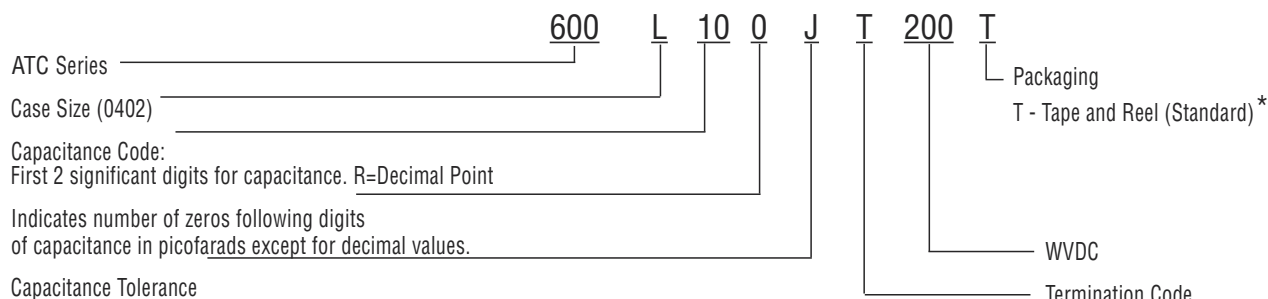 600 L 10 0 J T 200 T
ATC Series
Case Size (0402)
Capacitance Code:
First 2 significant digits for capacitance. R=Decimal Point
Indicates number of zeros following digits
of capacitance in picofarads except for decimal values.
Capacitance Tolerance
Packaging
T - Tape and Reel (Standard)*
WVDC
Termination Code